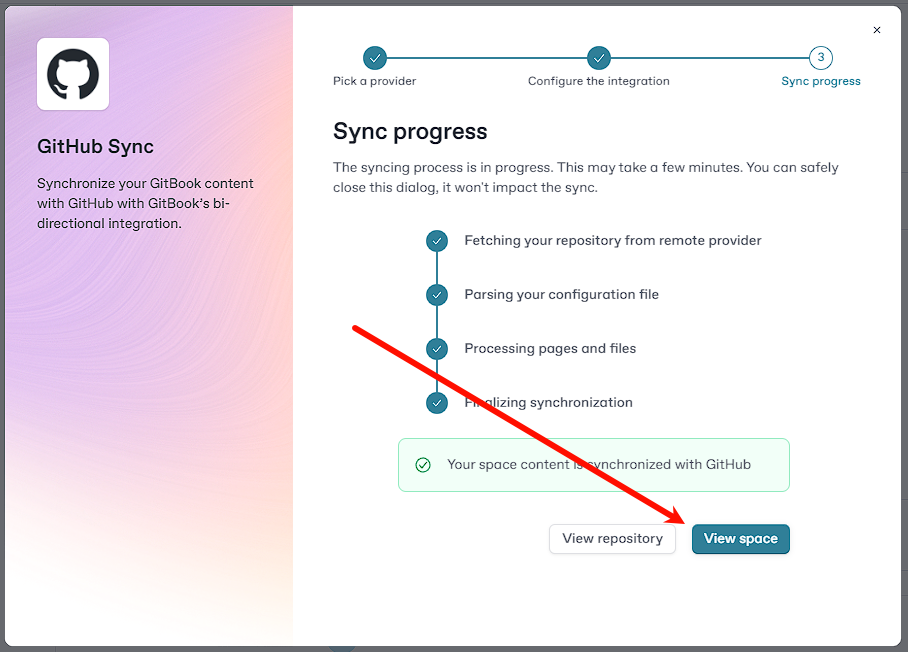 GitHub Sync
Synchronize your GitBook content
with GitHub with GitBook's bi-
directional integration.
3
Pick a provider
Configure the integration
Sync progress
Sync progress
The syncing process is in progress. This may take a few minutes. You can safely
close this dialog, it won't impact the sync.
Fetching your repository from remote provider
Parsing your configuration file
Processing pages and files
Finalizing synchronization
Your space content is synchronized with GitHub
View repository
View space